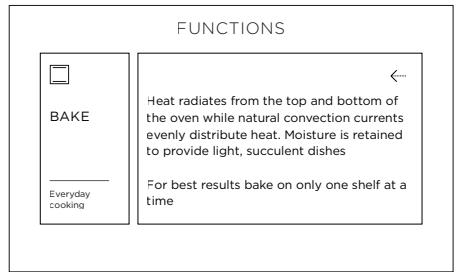 FUNCTIONS
BAKE
Everyday
cooking
Heat radiates from the top and bottom of
the oven while natural convection currents
evenly distribute heat. Moisture is retained
to provide light, succulent dishes
For best results bake on only one shelf at a
time